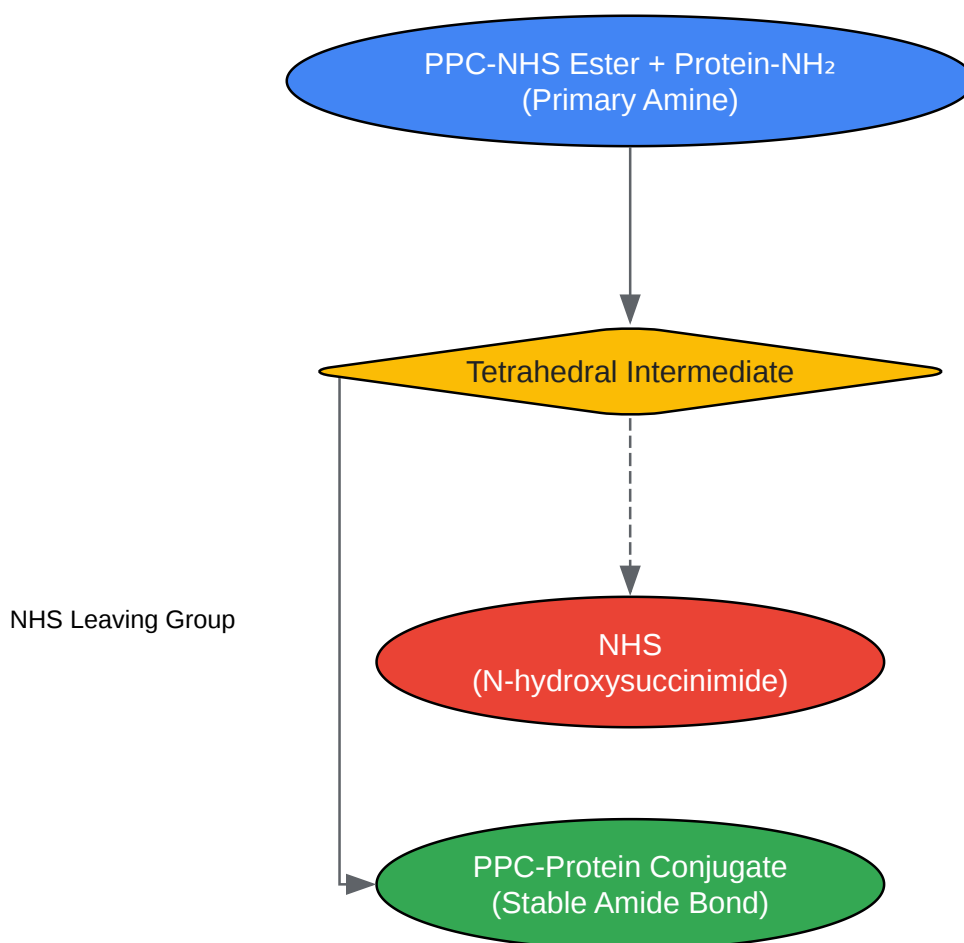 PPC-NHS Ester + Protein-NH₂
(Primary Amine)
Tetrahedral Intermediate
NHS Leaving Group
NHS
(N-hydroxysuccinimide)
PPC-Protein Conjugate
(Stable Amide Bond)